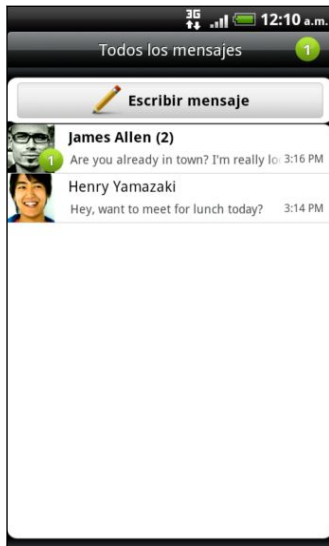 3G 12:10 a.m.
Todos los mensajes 1
Escribir mensaje
James Allen (2)
1 Are you already in town? I'm really lo 3:16 PM
Henry Yamazaki
Hey, want to meet for lunch today? 3:14 PM